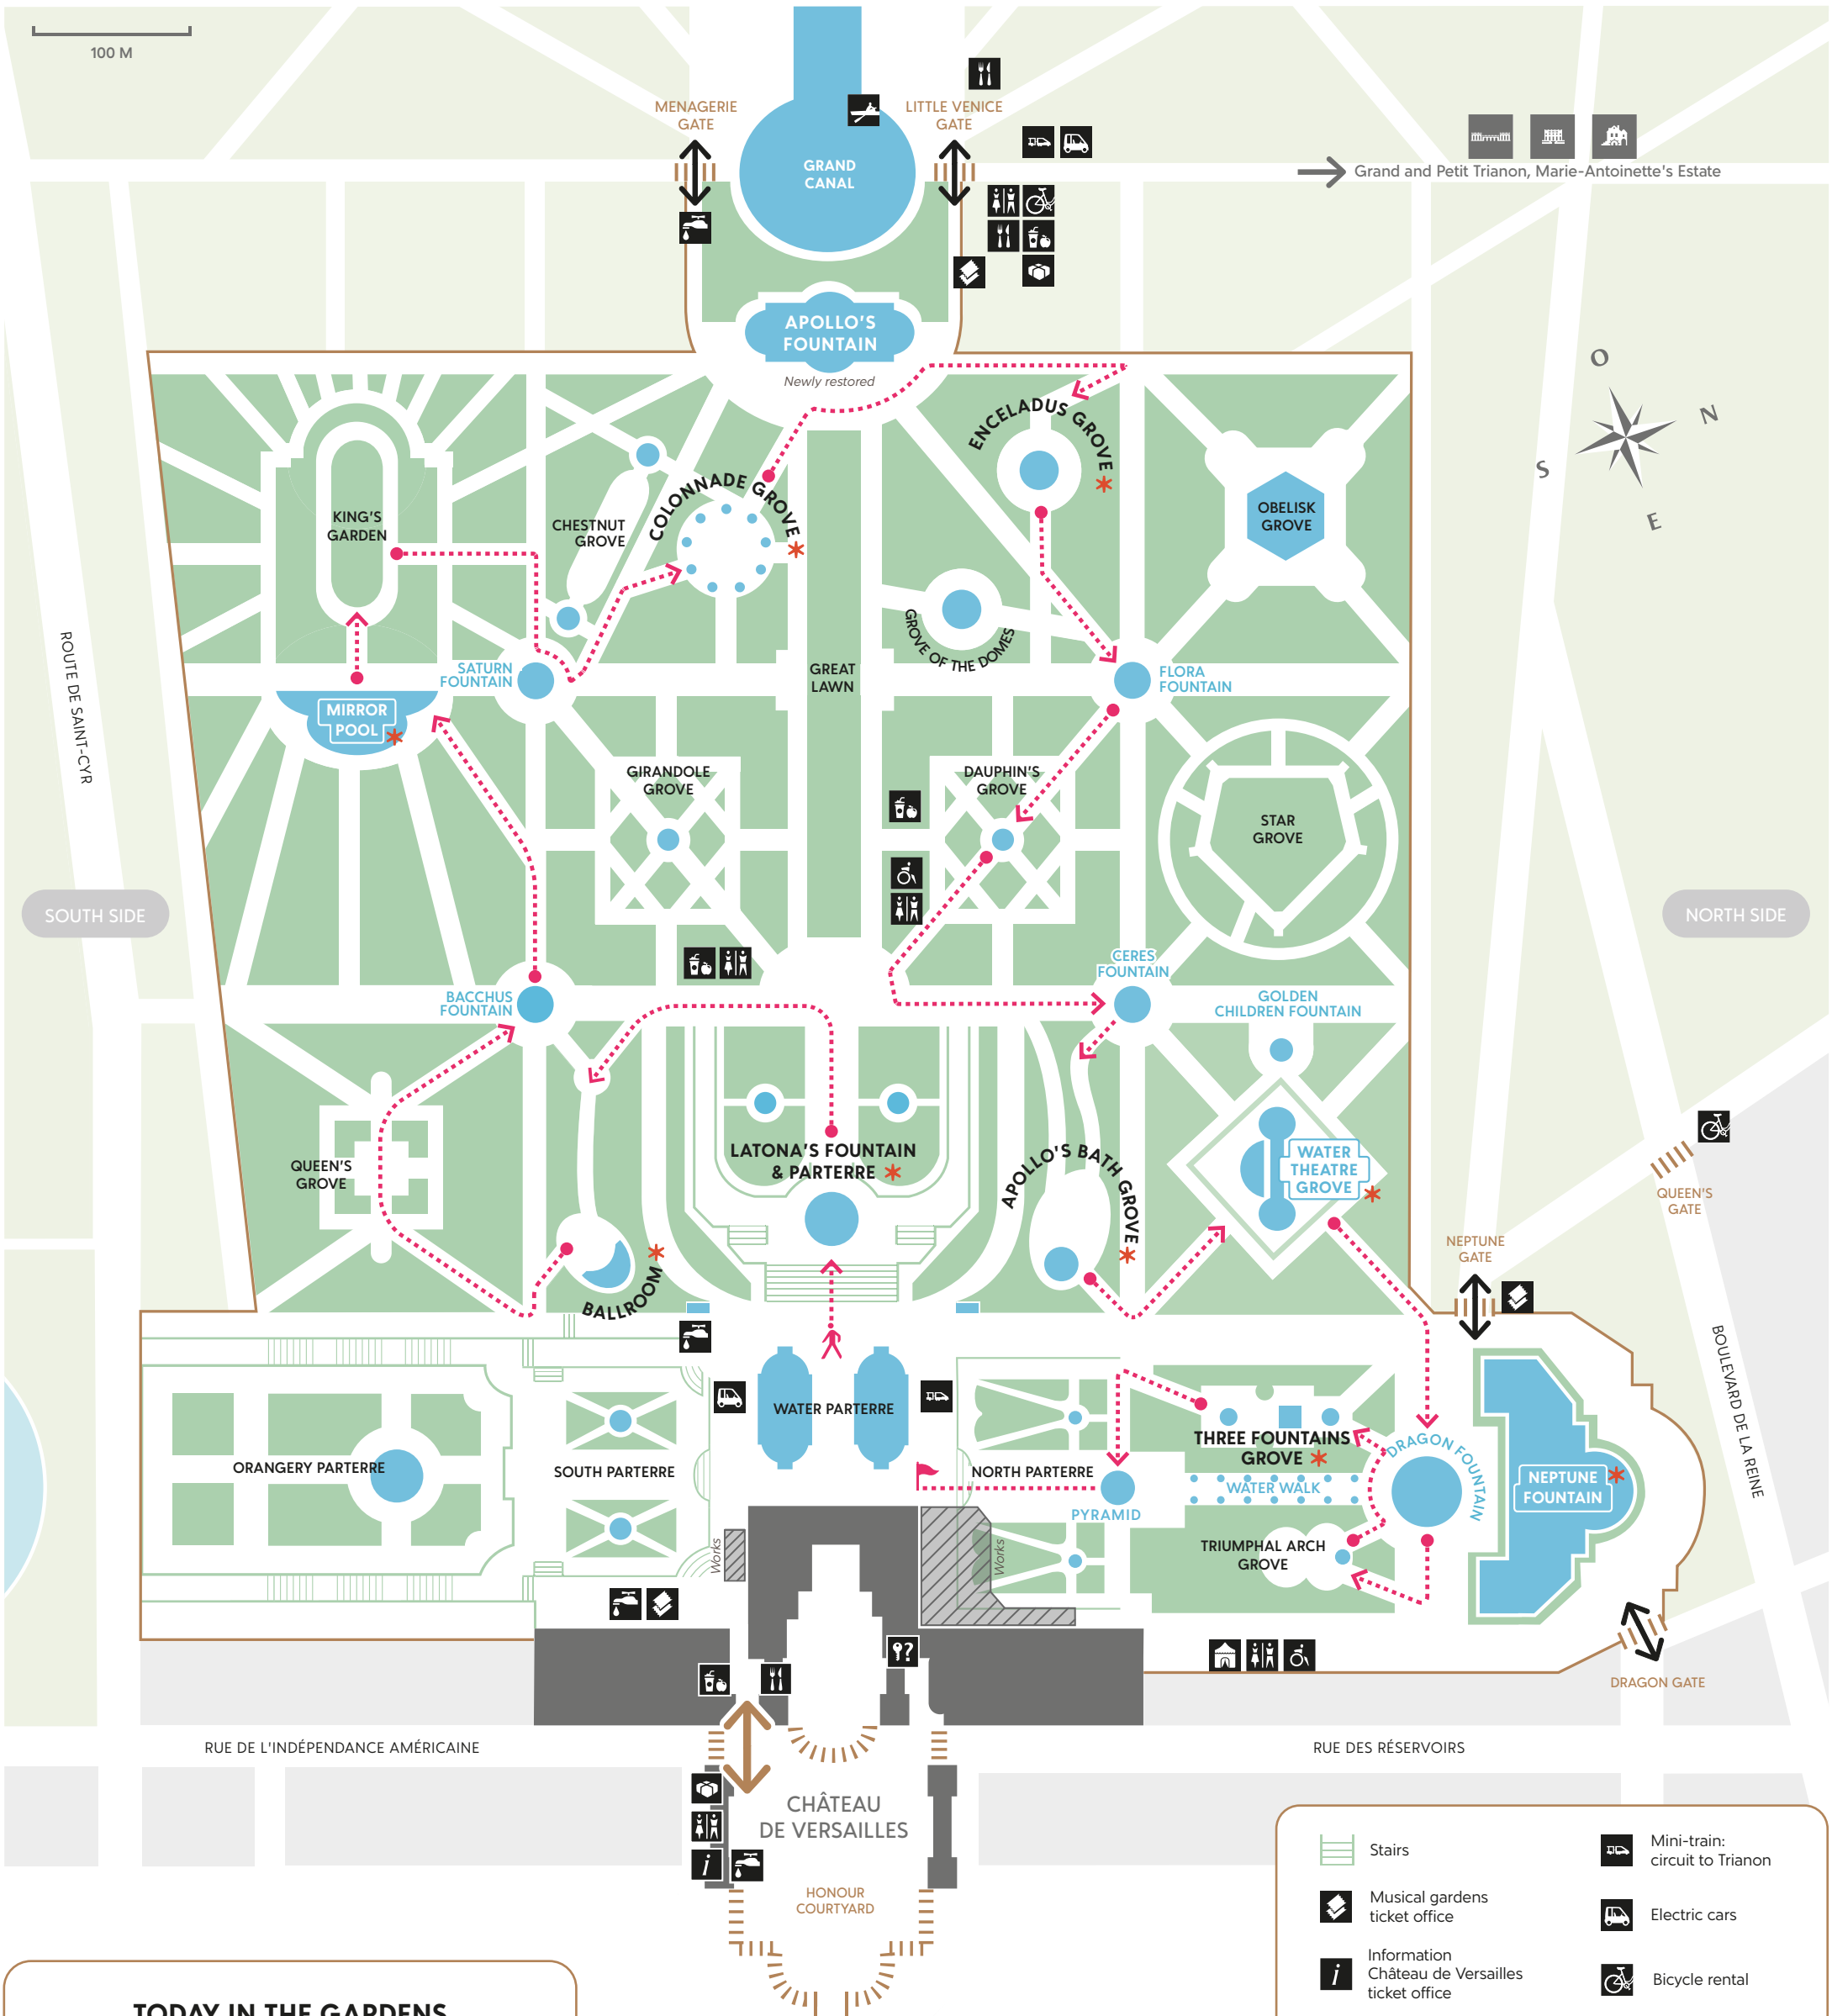 100 M
MENAGERIE
GATE
LITTLE VENICE
GATE
GRAND
CANAL
Grand and Petit Trianon, Marie-Antoinette's Estate
APOLLO'S
FOUNTAIN
Newly restored
O
N
S
E
ENCELADUS GROVE
OBELISK
GROVE
KING'S
GARDEN
CHESTNUT
GROVE
COLONNADE GROVE
GROVE OF THE DOMES
ROUTE DE SAINT-CYR
SATURN
FOUNTAIN
GREAT
LAWN
FLORA
FOUNTAIN
MIRROR
POOL
GIRANDOLE
GROVE
DAUPHIN'S
GROVE
STAR
GROVE
SOUTH SIDE
NORTH SIDE
BACCHUS
FOUNTAIN
CERES
FOUNTAIN
GOLDEN
CHILDREN FOUNTAIN
QUEEN'S
GROVE
LATONA'S FOUNTAIN
& PARTERRE
APOLLO'S BATH GROVE
WATER
THEATRE
GROVE
QUEEN'S
GATE
NEPTUNE
GATE
BALLROOM
BOULEVARD DE LA REINE
WATER PARTERRE
ORANGERY PARTERRE
SOUTH PARTERRE
NORTH PARTERRE
THREE FOUNTAINS
GROVE
DRAGON FOUNTAIN
WATER WALK
NEPTUNE
FOUNTAIN
PYRAMID
TRIUMPHAL ARCH
GROVE
Works
Works
?
DRAGON GATE
RUE DE L'INDÉPENDANCE AMÉRICAINE
RUE DES RÉSERVOIRS
CHÂTEAU
DE VERSAILLES
i
HONOUR
COURTYARD
Stairs
Mini-train:
circuit to Trianon
Musical gardens
ticket office
Electric cars
i
Information
Château de Versailles
ticket office
Bicycle rental
TODAY IN THE GARDENS